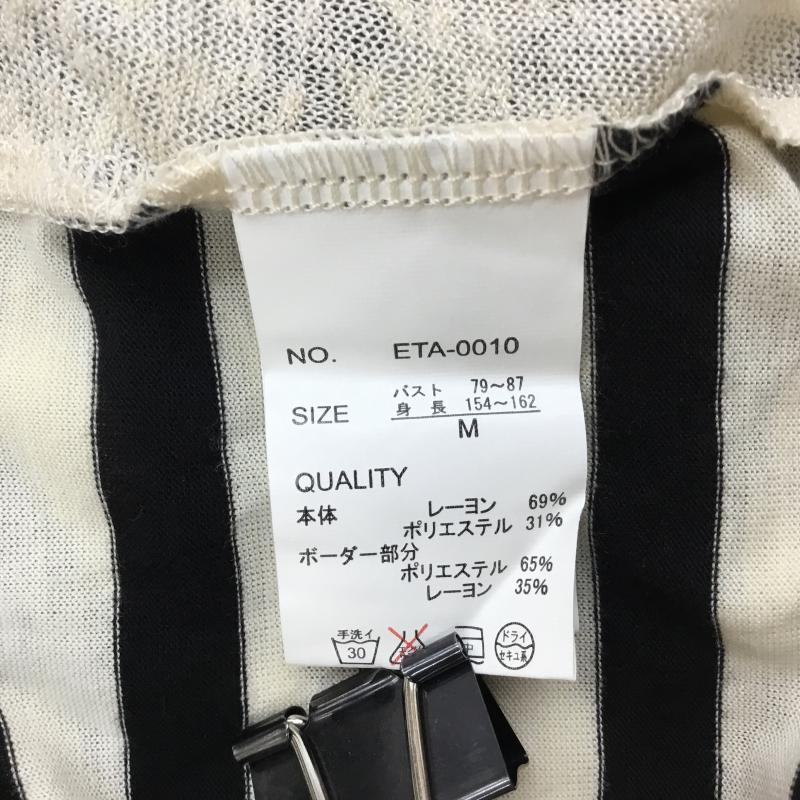 NO. ETA-0010
SIZE バスト 79～87
身 長 154～162
M
QUALITY
本体 レーヨン 69%
ポリエステル 31%
ボーダー部分
ポリエステル 65%
レーヨン 35%
手洗イ
30
中
ドライ
セキユ系